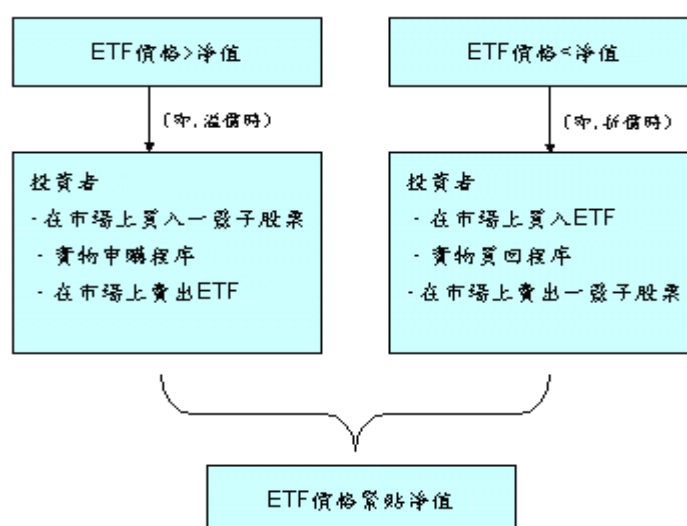 ETF價格>淨值
(即,溢價時)
投資者
-在市場上買入一籃子股票
- 實物申購程序
- 在市場上賣出ETF
ETF價格<淨值
(即,折價時)
投資者
- 在市場上買入ETF
- 實物買回程序
-在市場上賣出一籃子股票
ETF價格緊貼淨值